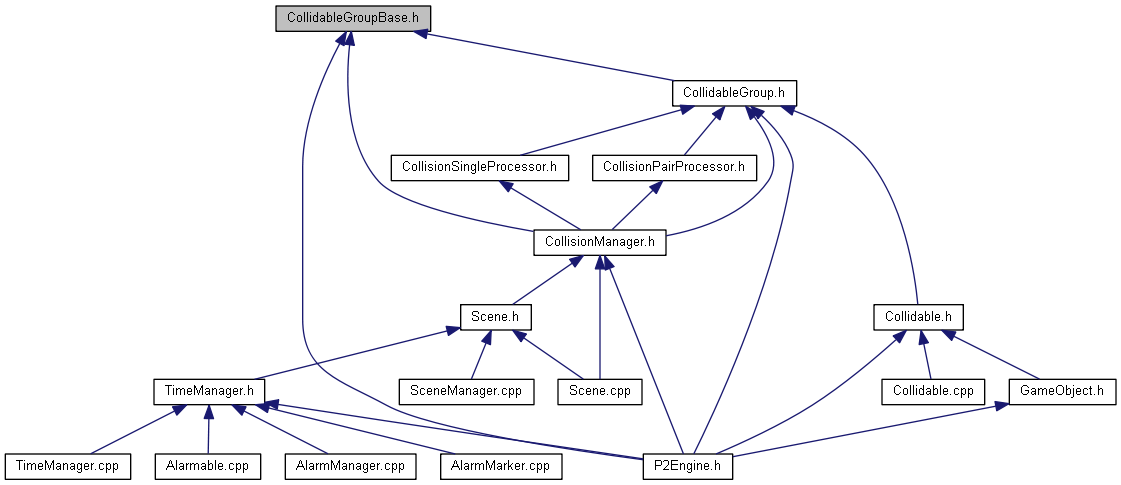 CollidableGroupBase.h
CollidableGroup.h
CollisionSingleProcessor.h
CollisionPairProcessor.h
CollisionManager.h
Scene.h
Collidable.h
TimeManager.h
SceneManager.cpp
Scene.cpp
Collidable.cpp
GameObject.h
TimeManager.cpp
Alarmable.cpp
AlarmManager.cpp
AlarmMarker.cpp
P2Engine.h